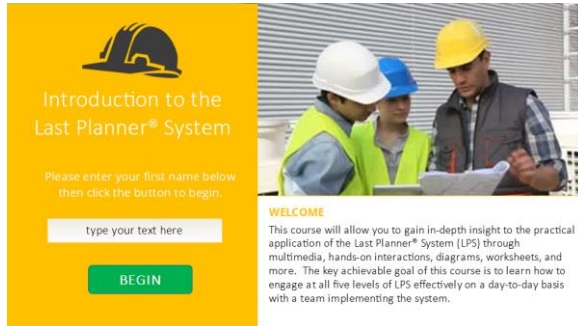 Introduction to the
Last Planner® System
Please enter your first name below
then click the button to begin.
type your text here
BEGIN
WELCOME
This course will allow you to gain in-depth insight to the practical
application of the Last Planner® System (LPS) through
multimedia, hands-on interactions, diagrams, worksheets, and
more. The key achievable goal of this course is to learn how to
engage at all five levels of LPS effectively on a day-to-day basis
with a team implementing the system.